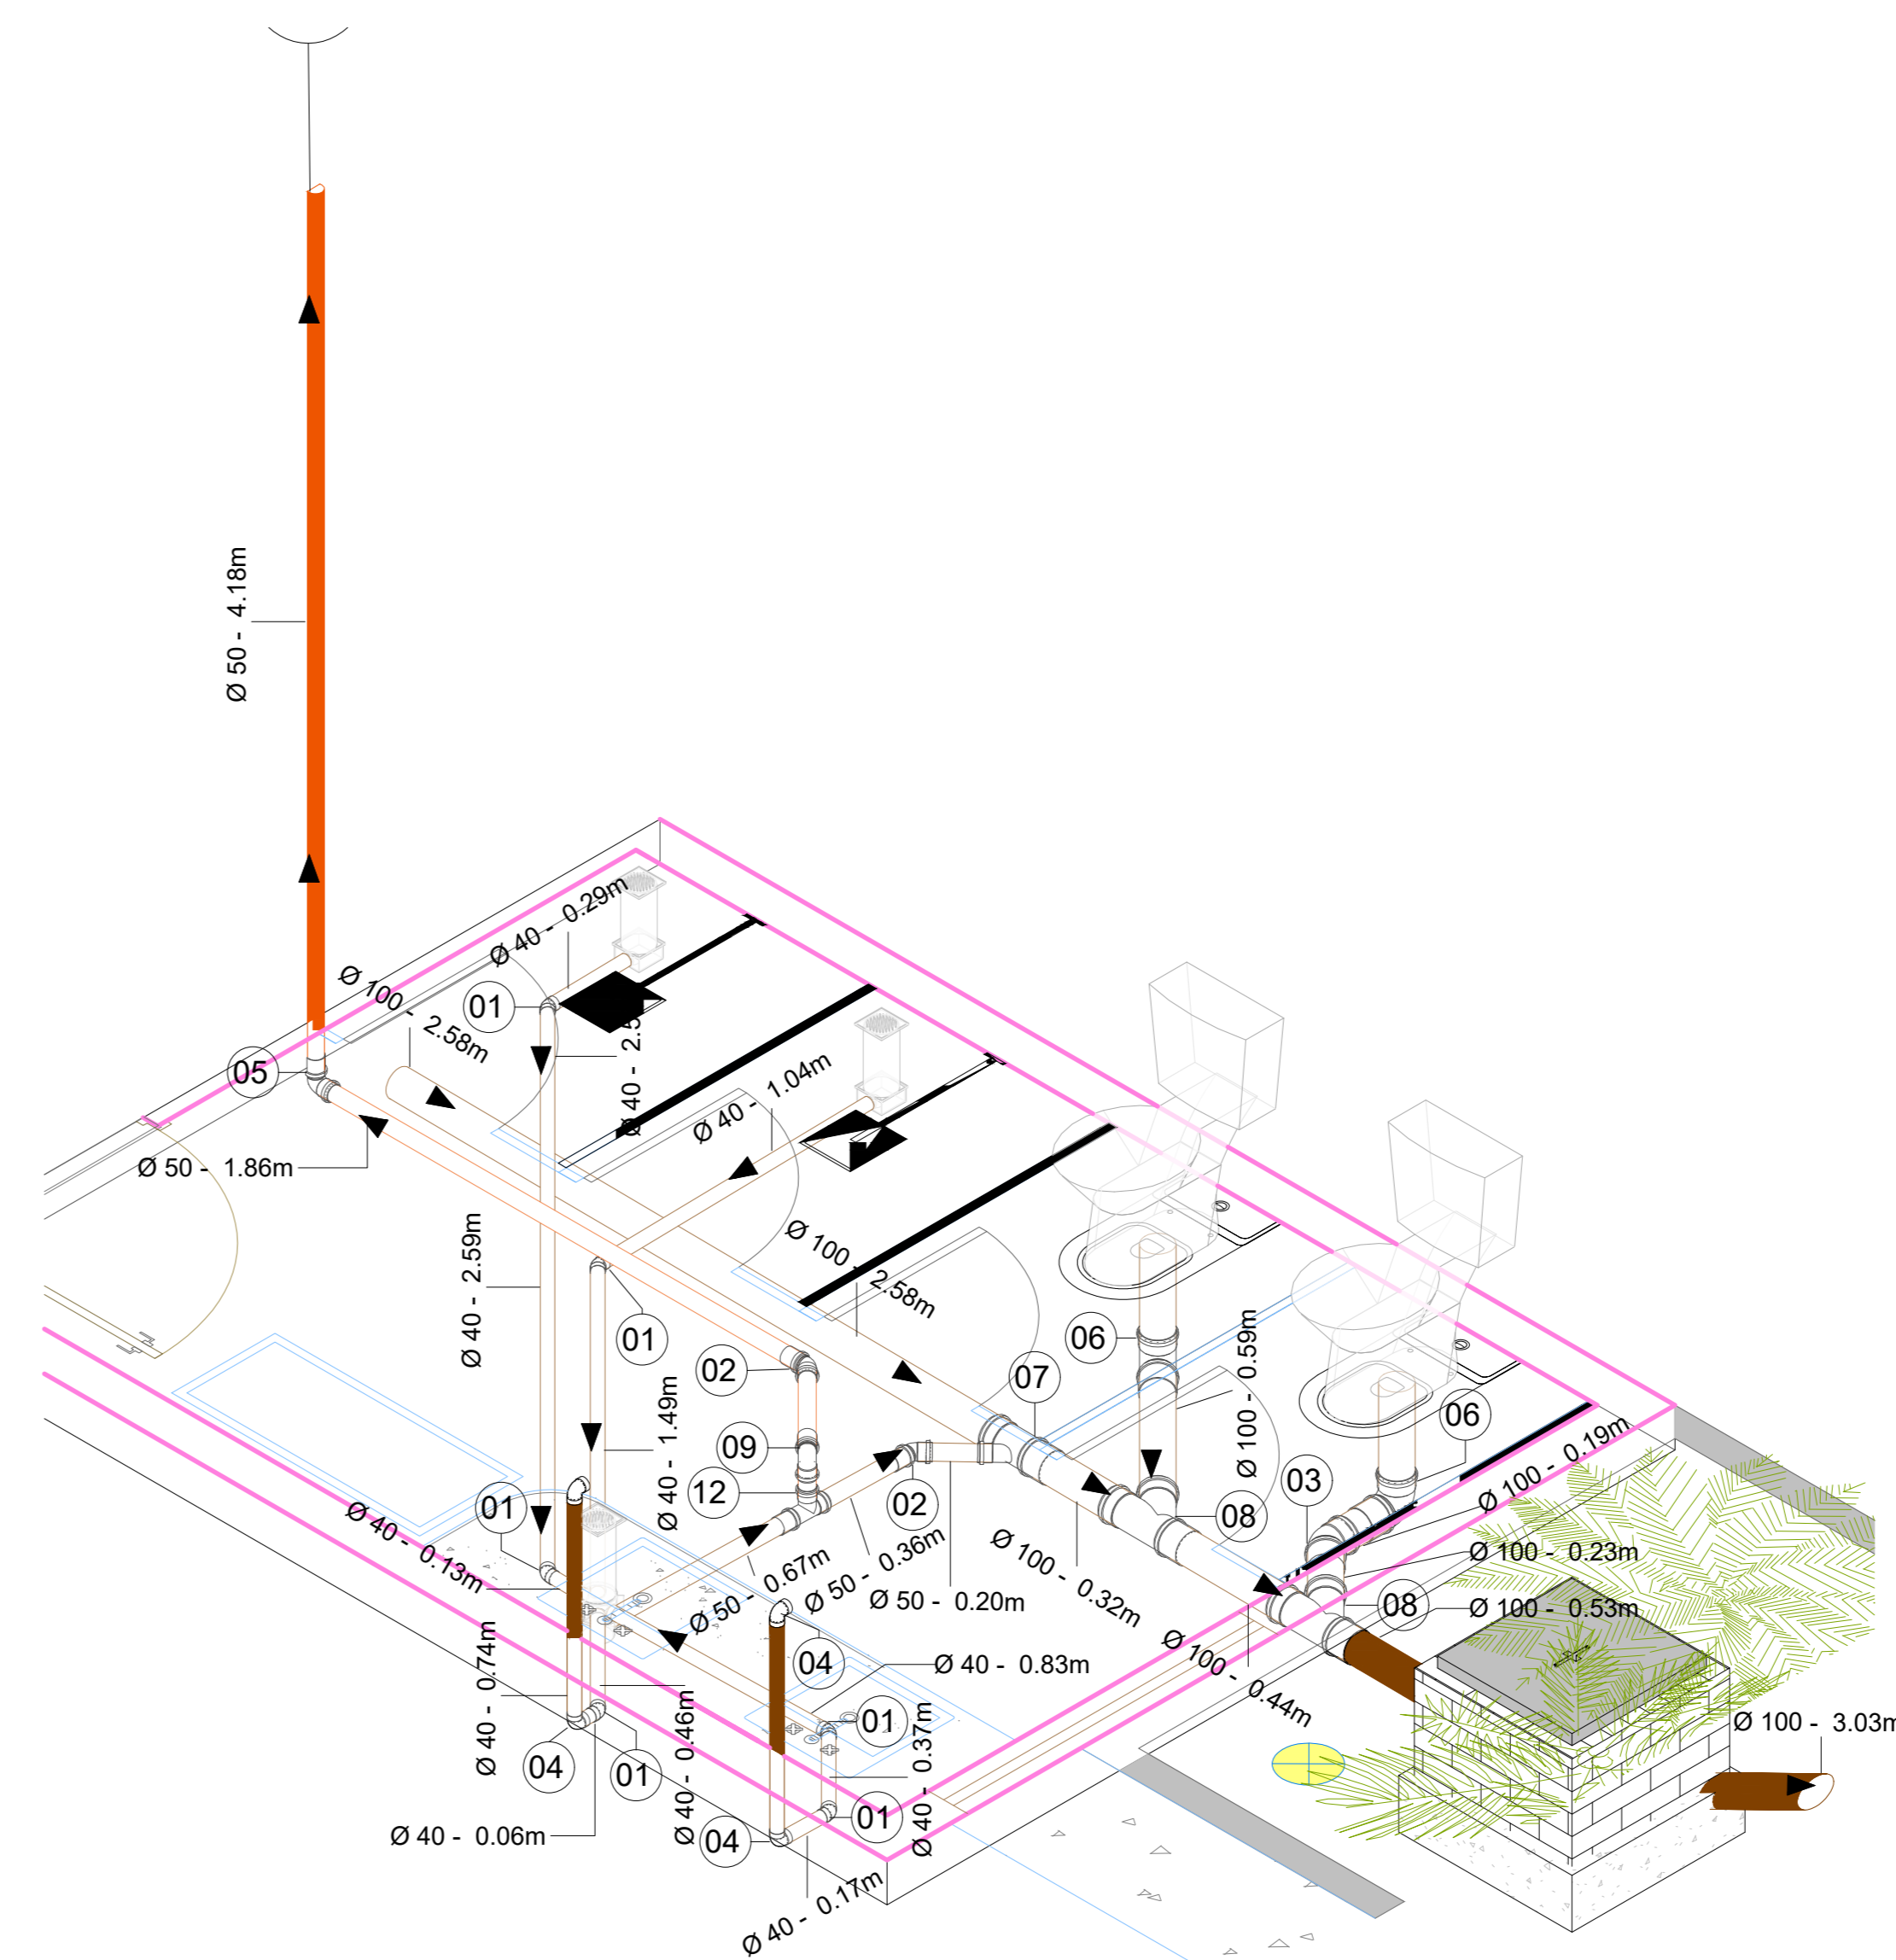 Ø 50 - 4.18m
Ø 40 - 0.29m
Ø 100 - 2.58m
01
Ø 40 - 2.5
05
Ø 40 - 1.04m
Ø 50 - 1.86m
Ø 40 - 2.59m
Ø 100 - 2.58m
01
06
Ø 100 - 0.59m
02
07
06
Ø 40 - 1.49m
09
12
02
03
Ø 100 - 0.19m
01
08
Ø 40 - 0.13m
Ø 50 - 0.67m
Ø 50 - 0.36m
Ø 50 - 0.20m
Ø 100 - 0.32m
Ø 100 - 0.23m
08
Ø 100 - 0.53m
04
Ø 40 - 0.83m
Ø 100 - 0.44m
Ø 40 - 0.74m
Ø 40 - 0.46m
01
Ø 40 - 0.37m
Ø 100 - 3.03m
04
01
01
04
Ø 40 - 0.06m
Ø 40 - 0.17m